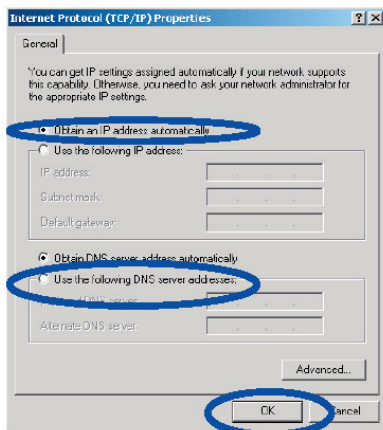 Internet Protocol (TCP/IP) Properties
General
You can get IP settings assigned automatically if your network supports
this capability. Otherwise, you need to ask your network administrator for
the appropriate IP settings.
Obtain an IP address automatically
Use the following IP address:
IP address:
Subnet mask:
Default gateway:
Obtain DNS server address automatically
Use the following DNS server addresses:
DNS server:
Alternate DNS server:
Advanced...
OK
Cancel